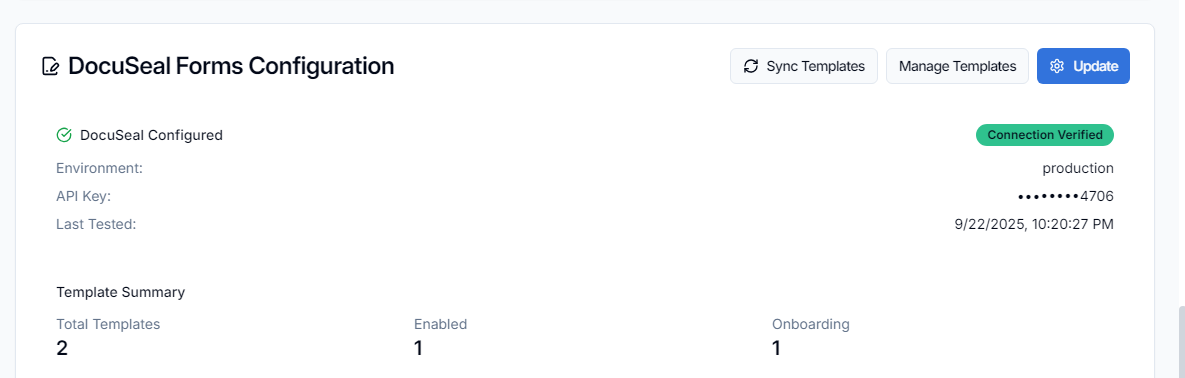 DocuSeal Forms Configuration
Sync Templates
Manage Templates
Update
DocuSeal Configured
Connection Verified
Environment: production
API Key: ••••••••4706
Last Tested: 9/22/2025, 10:20:27 PM
Template Summary
Total Templates Enabled Onboarding
2 1 1